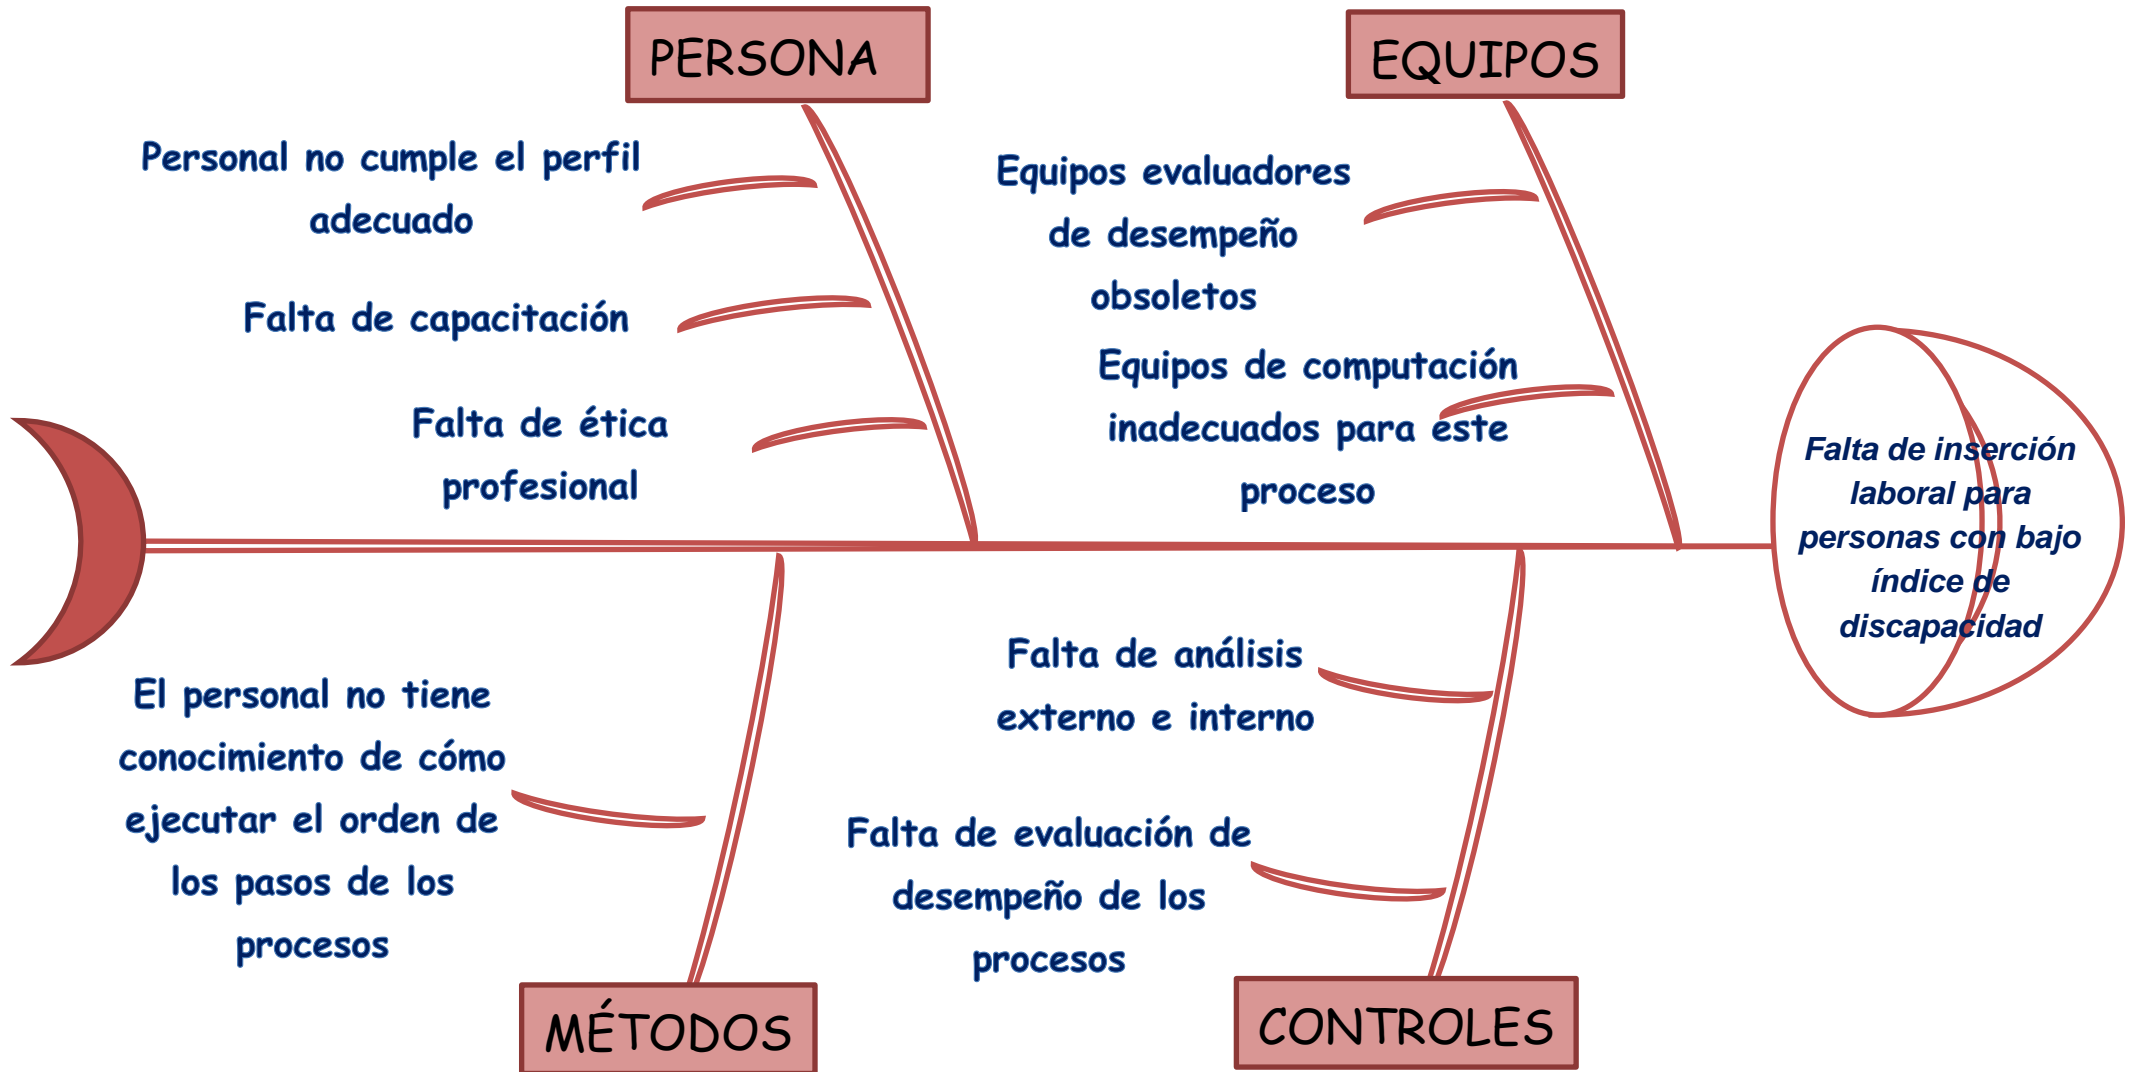 PERSONA
EQUIPOS
Personal no cumple el perfil
adecuado
Falta de capacitación
Falta de ética
profesional
Equipos evaluadores
de desempeño
obsoletos
Equipos de computación
inadecuados para este
proceso
Falta de inserción
laboral para
personas con bajo
índice de
discapacidad
El personal no tiene
conocimiento de cómo
ejecutar el orden de
los pasos de los
procesos
Falta de análisis
externo e interno
Falta de evaluación de
desempeño de los
procesos
MÉTODOS
CONTROLES